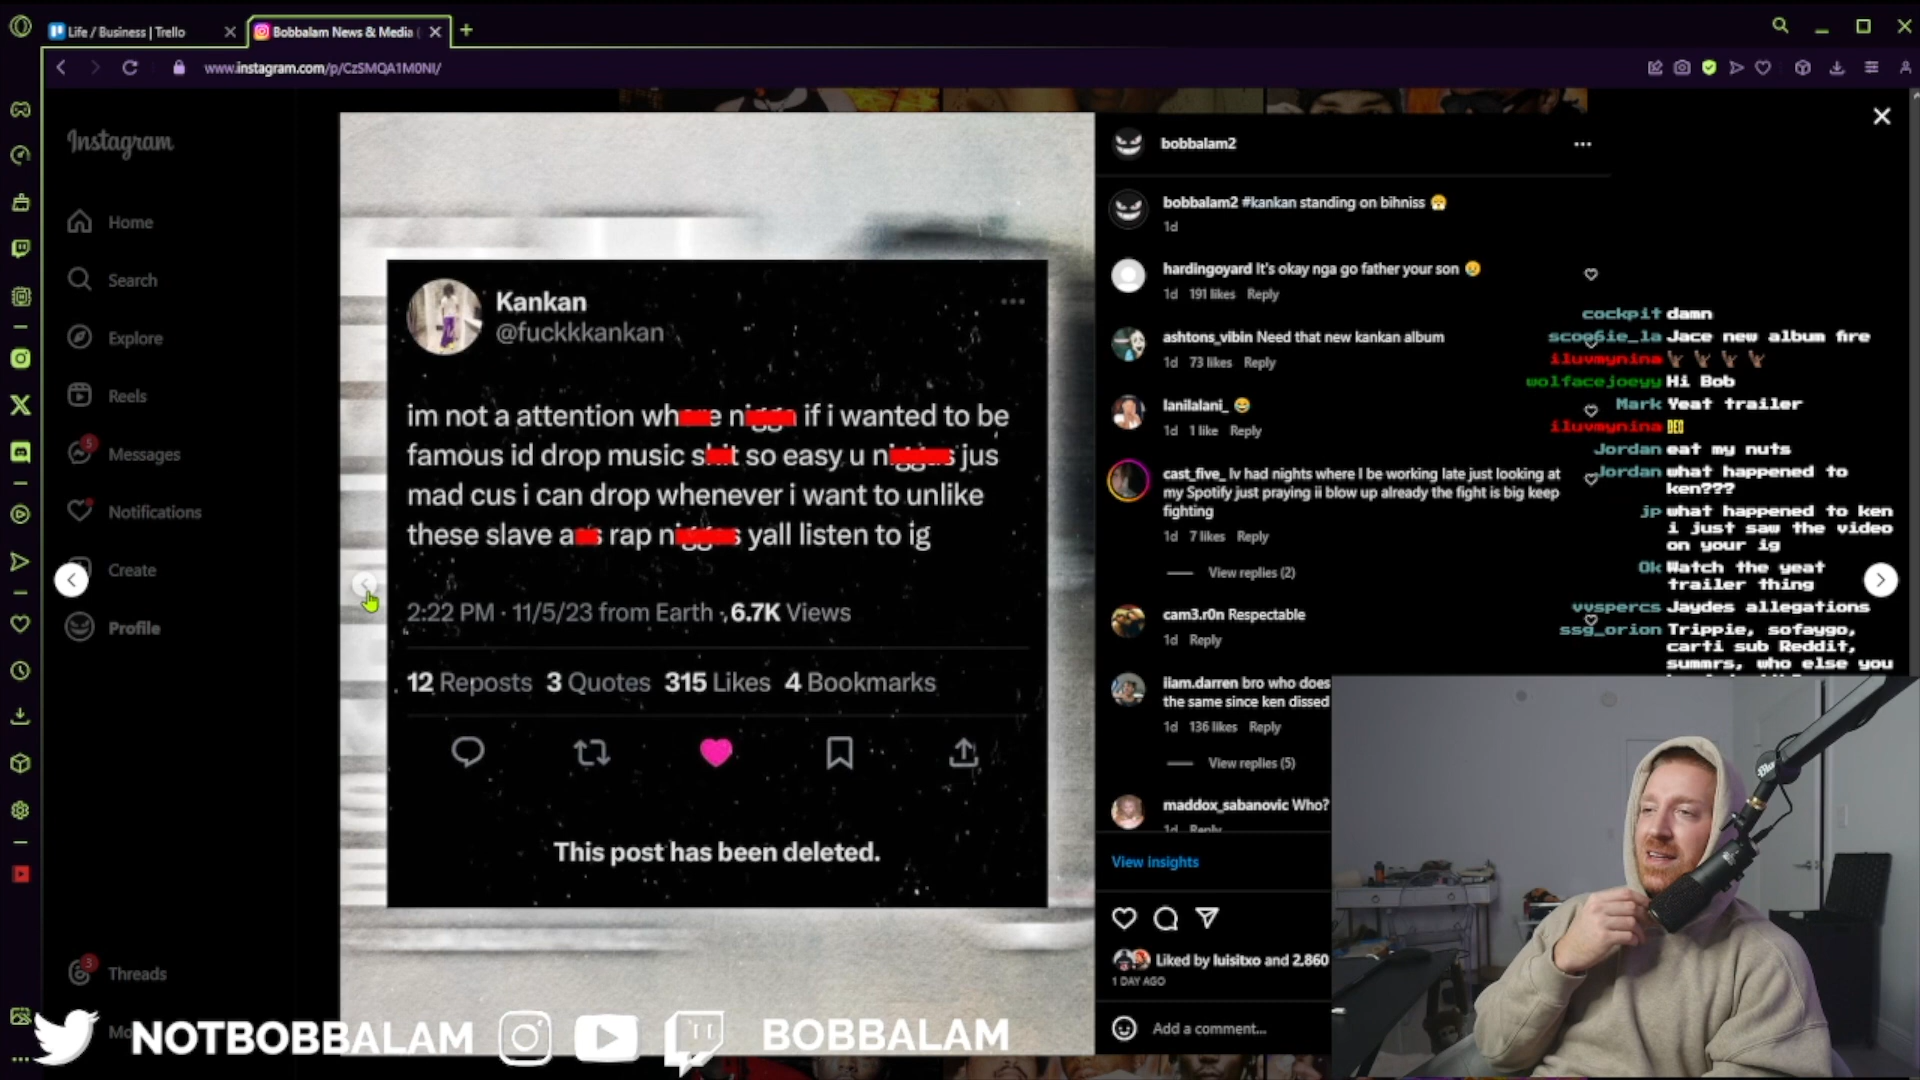 Life / Business | Trello
Bobbalam News & Media (
www.instagram.com/p/CzSMQA1M0NI/
Instagram
Home
Search
Explore
Reels
5
Messages
Notifications
Create
Profile
3
Threads
Kankan
@fuckkkankan
im not a attention wh e n if i wanted to be
famous id drop music s t so easy u n s jus
mad cus i can drop whenever i want to unlike
these slave a s rap n s yall listen to ig
2:22 PM · 11/5/23 from Earth · 6.7K Views
12 Reposts 3 Quotes 315 Likes 4 Bookmarks
This post has been deleted.
bobbalam2
bobbalam2 #kankan standing on bihniss 😤
1d
hardingoyard It's okay nga go father your son 😢
1d 191 likes Reply
ashtons_vibin Need that new kankan album
1d 73 likes Reply
lanilalani_ 😂
1d 1 like Reply
cast_five_ Iv had nights where I be working late just looking at
my Spotify just praying ii blow up already the fight is big keep
fighting
1d 7 likes Reply
View replies (2)
cam3.r0n Respectable
1d Reply
iiam.darren bro who does
the same since ken dissed
1d 136 likes Reply
View replies (5)
maddox_sabanovic Who?
1d Reply
View insights
Liked by luisitxo and 2,860
1 DAY AGO
Add a comment...
cockpit damn
scoo6ie_la Jace new album fire
iluvmynina
wolfacejoeyy Hi Bob
Mark Yeat trailer
iluvmynina
Jordan eat my nuts
Jordan what happened to
ken???
jp what happened to ken
i just saw the video
on your ig
Ok Watch the yeat
trailer thing
vvspercs Jaydes allegations
ssg_orion Trippie, sofaygo,
carti sub Reddit,
summrs, who else you
NOTBOBBALAM
BOBBALAM